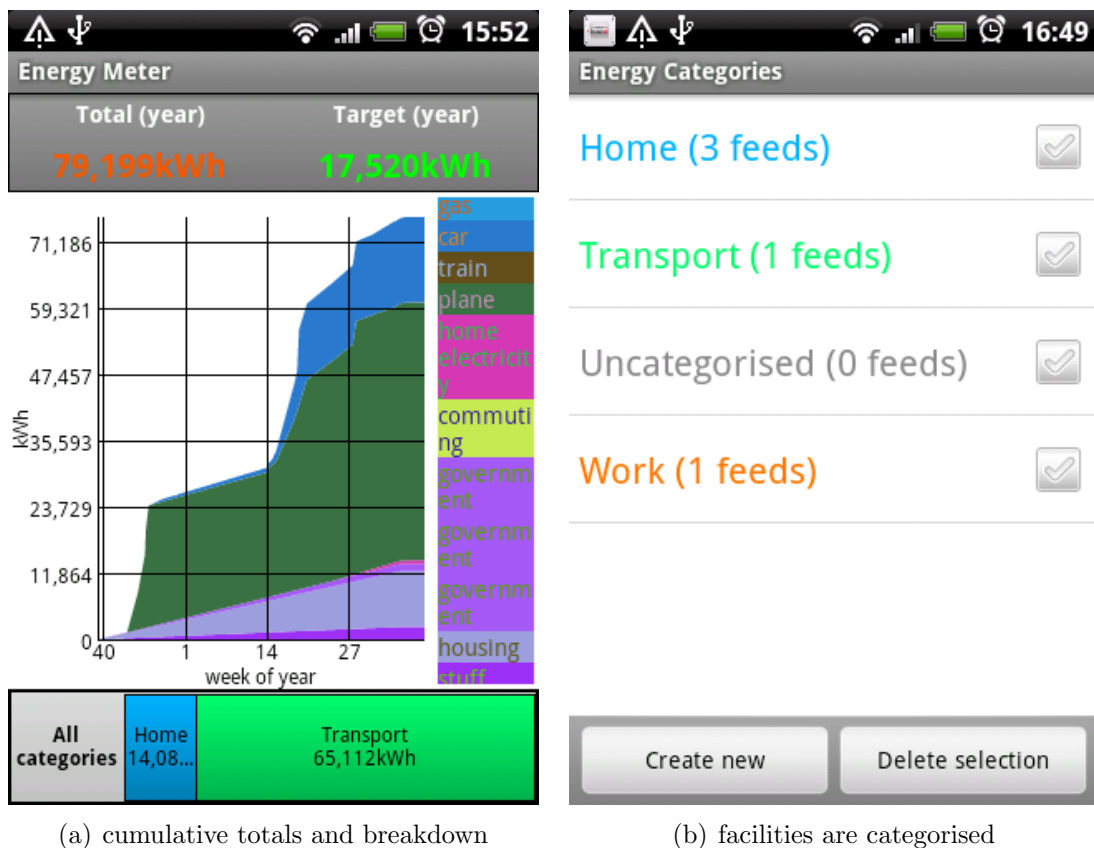 15:52
Energy Meter
Total (year) Target (year)
79,199kWh 17,520kWh
71,186
59,321
47,457
35,593
23,729
11,864
0
kWh
40 1 14 27
week of year
gas
car
train
plane
home
electricit
y
commuti
ng
governm
ent
governm
ent
governm
ent
housing
stuff
All
categories
Home
14,08...
Transport
65,112kWh
(a) cumulative totals and breakdown
16:49
Energy Categories
Home (3 feeds)
Transport (1 feeds)
Uncategorised (0 feeds)
Work (1 feeds)
Create new Delete selection
(b) facilities are categorised